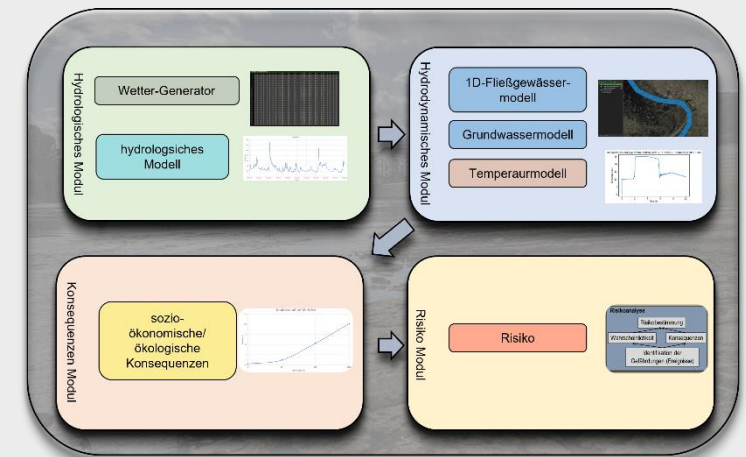 Hydrologisches Modul
Wetter-Generator
hydrologsiches
Modell
Hydrodynamisches Modul
1D-Fließgewässer-
modell
Grundwassermodell
Temperaurmodell
Konsequenzen Modul
sozio-
ökonomische/
ökologische
Konsequenzen
Risiko Modul
Risiko
Risikoanalyse
Risikobestimmung
Wahrscheinlichkeit
Konsequenzen
Identifikation der
Gefährdungen (Ereignisse)